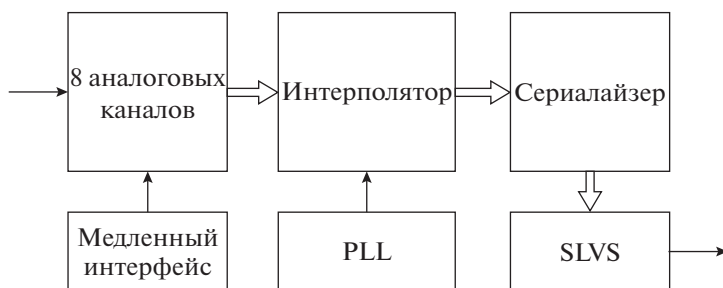 8 аналоговых
каналов
Интерполятор
Сериалайзер
Медленный
интерфейс
PLL
SLVS